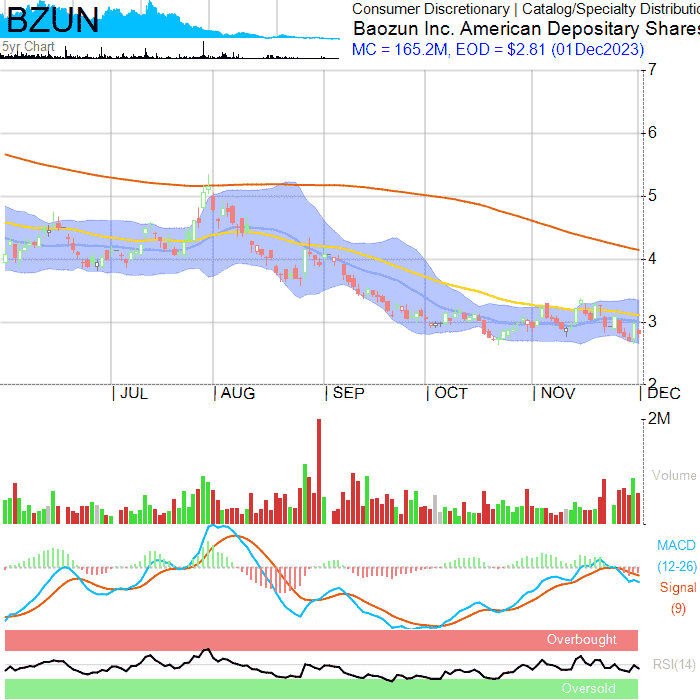 BZUN
5yr Chart
Consumer Discretionary | Catalog/Specialty Distributic
Baozun Inc. American Depositary Shares
MC = 165.2M, EOD = $2.81 (01Dec2023)
7
6
5
4
3
2
JUL
AUG
SEP
OCT
NOV
DEC
2M
Volume
MACD
(12-26)
Signal
(9)
Overbought
RSI(14)
Oversold